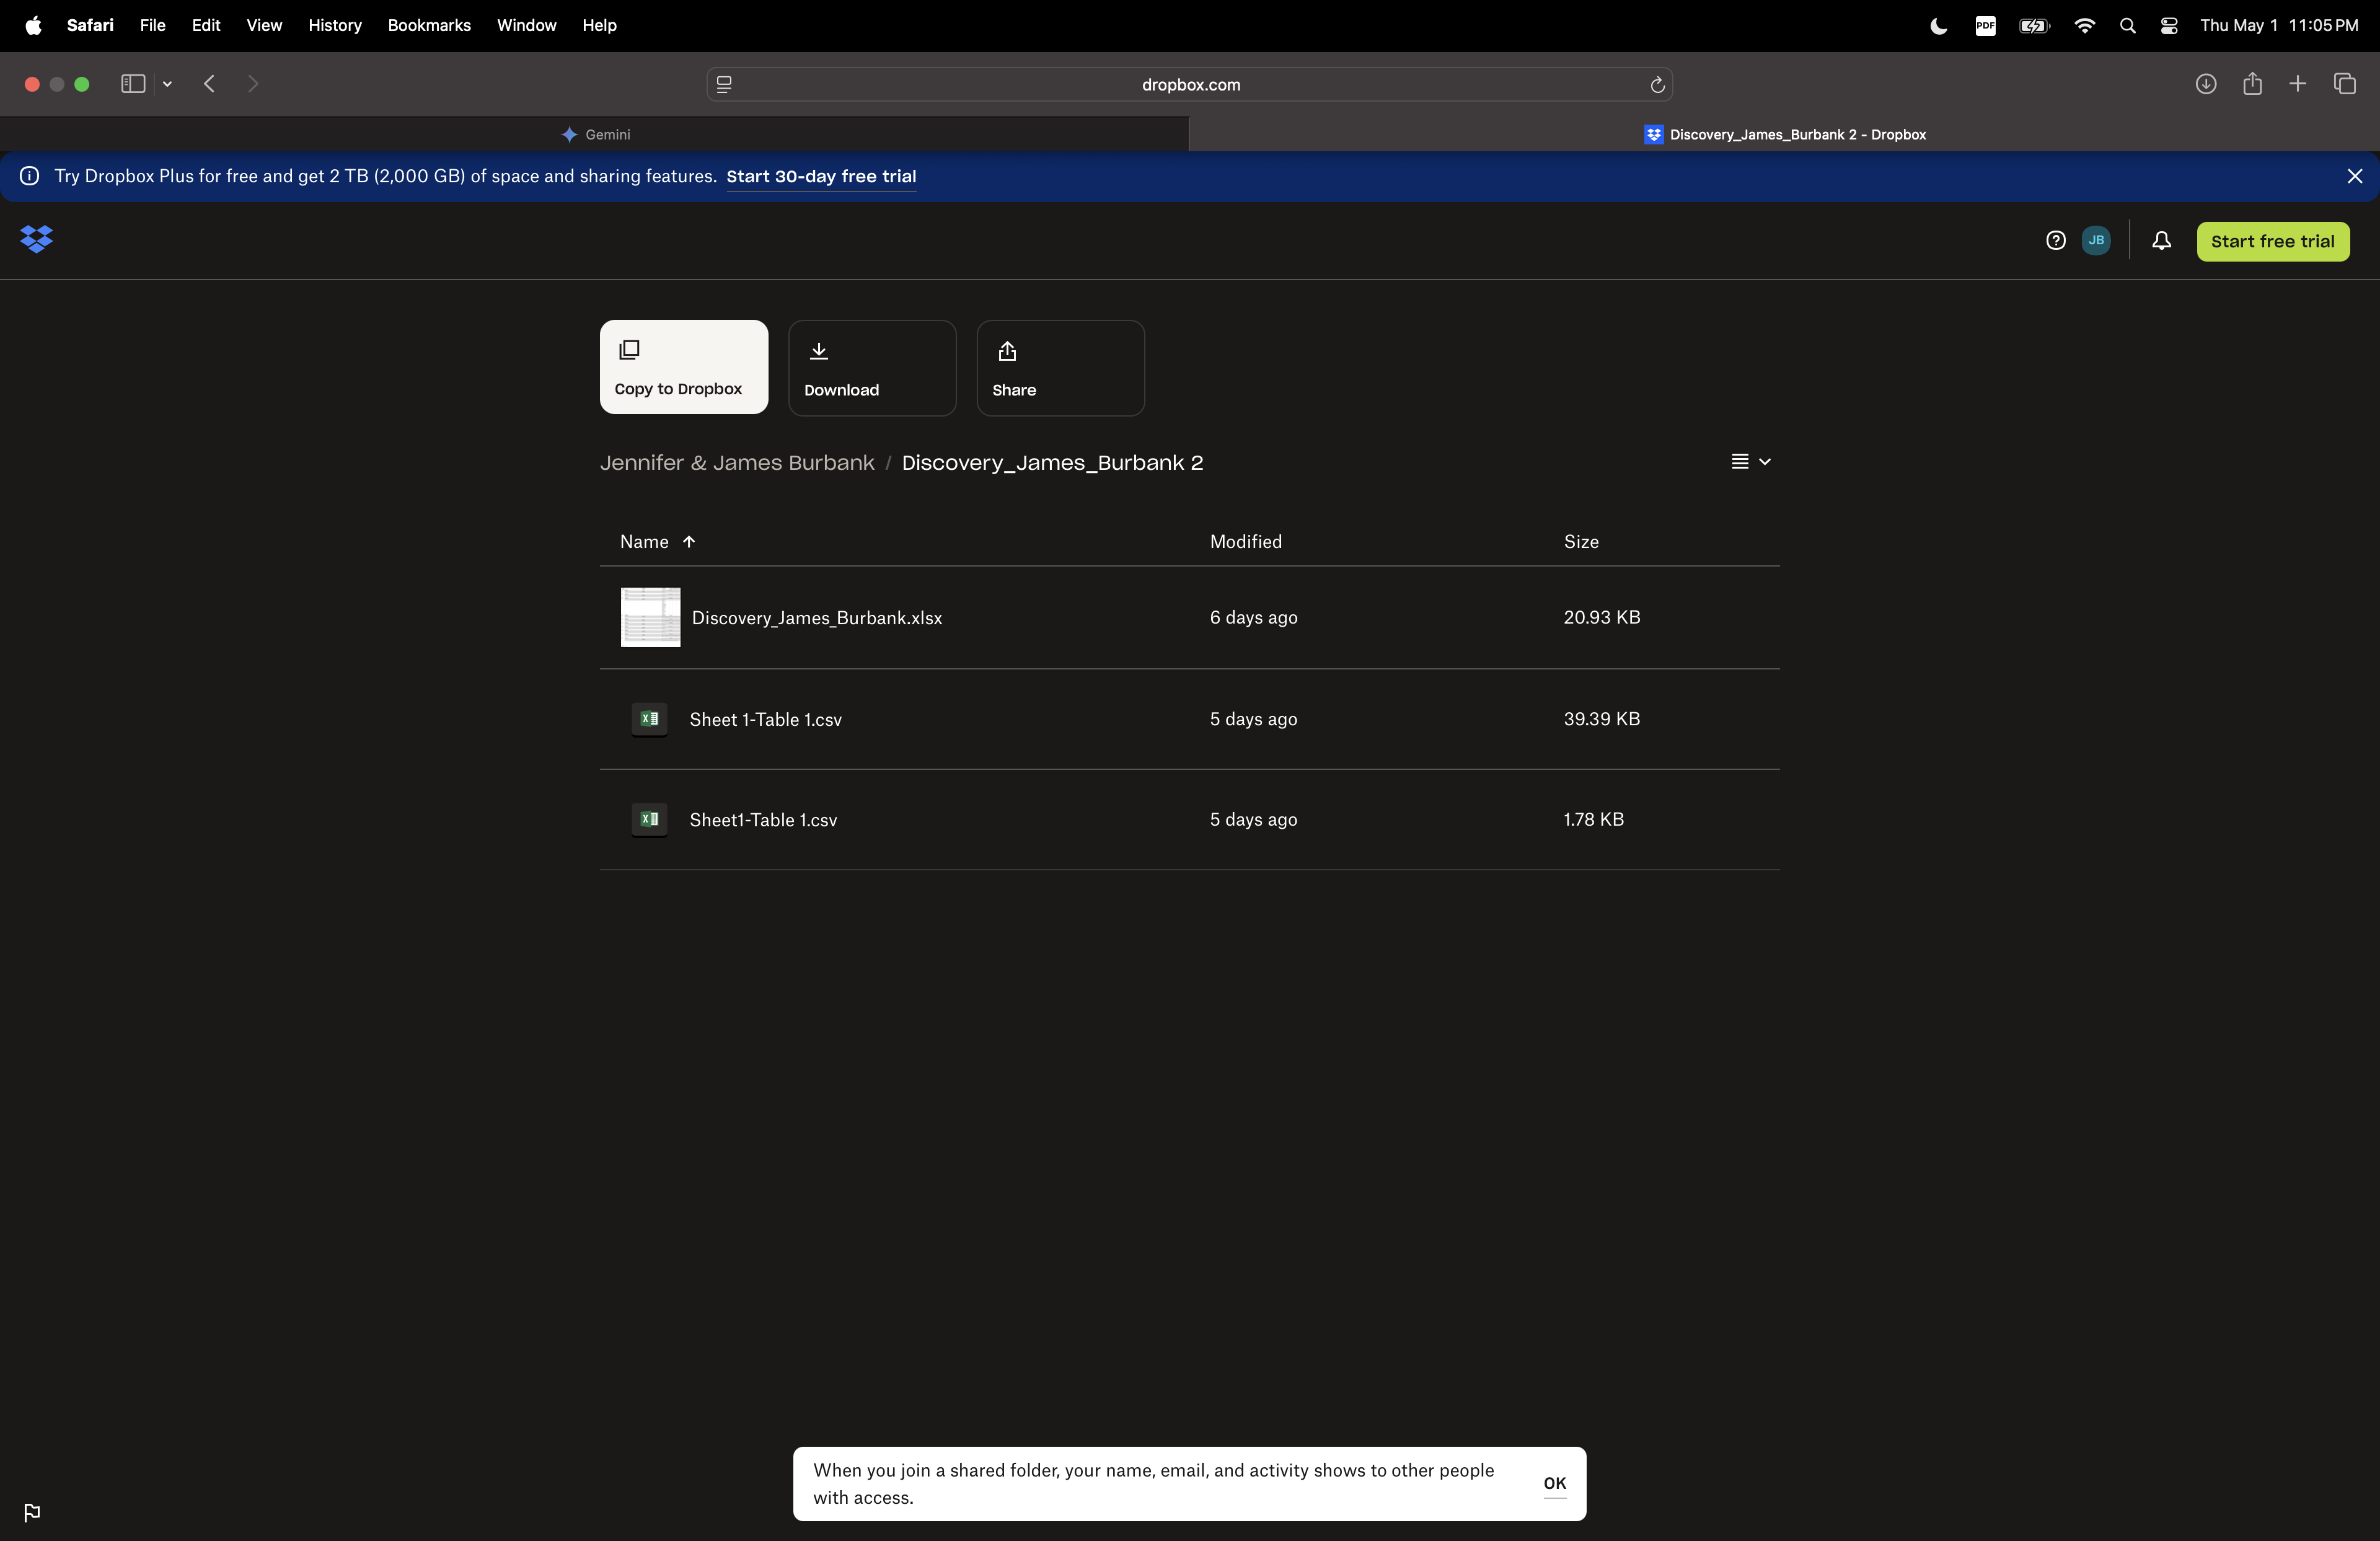 Safari File Edit View History Bookmarks Window Help PDF Thu May 1 11:05 PM
dropbox.com
Gemini Discovery_James_Burbank 2 - Dropbox
Try Dropbox Plus for free and get 2 TB (2,000 GB) of space and sharing features. Start 30-day free trial
JB Start free trial
Copy to Dropbox Download Share
Jennifer & James Burbank / Discovery_James_Burbank 2
Name Modified Size
Discovery_James_Burbank.xlsx 6 days ago 20.93 KB
Sheet 1-Table 1.csv 5 days ago 39.39 KB
Sheet1-Table 1.csv 5 days ago 1.78 KB
When you join a shared folder, your name, email, and activity shows to other people
with access.
OK